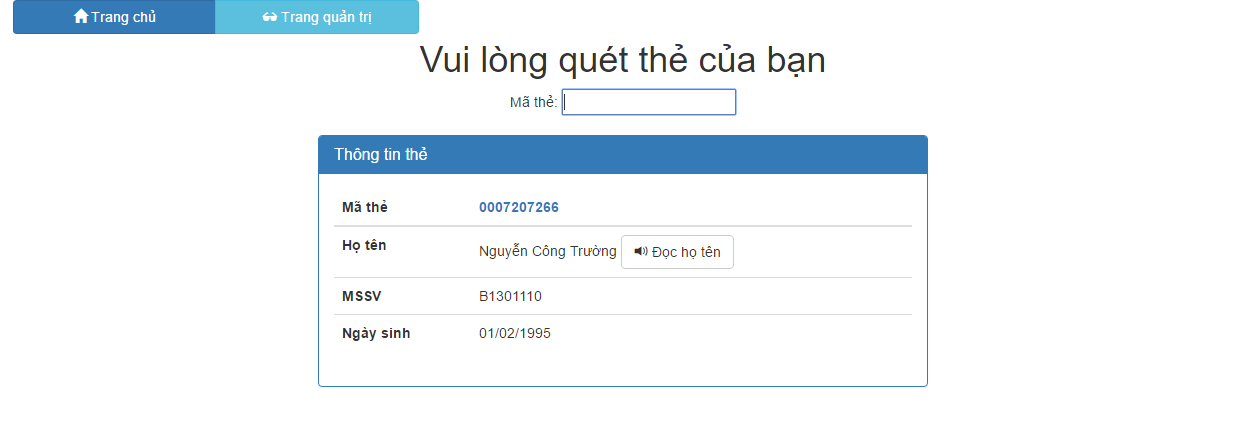 Trang chủ Trang quản trị
Vui lòng quét thẻ của bạn
Mã thẻ:
Thông tin thẻ
Mã thẻ 0007207266
Họ tên Nguyễn Công Trường Đọc họ tên
MSSV B1301110
Ngày sinh 01/02/1995